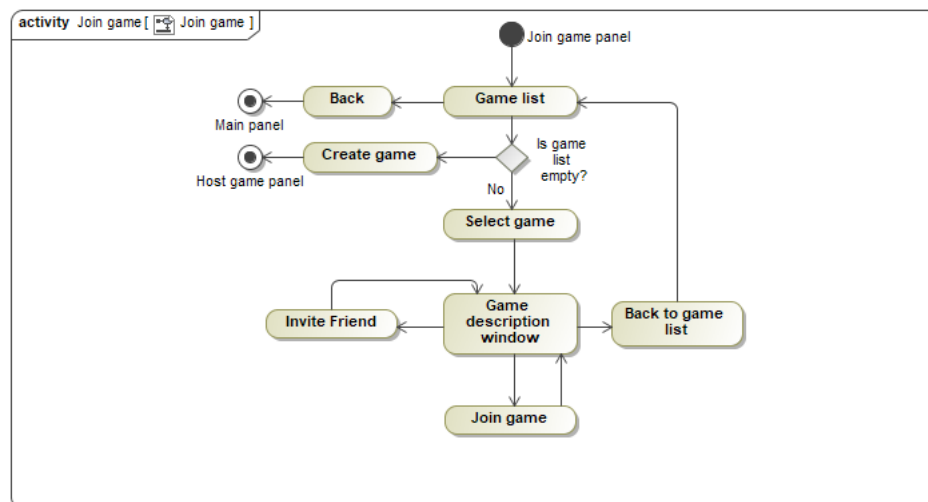 activity Join game [ Join game ]
Join game panel
Back
Game list
Main panel
Is game
list
empty?
Create game
Host game panel
No
Select game
Game
description
window
Invite Friend
Back to game
list
Join game